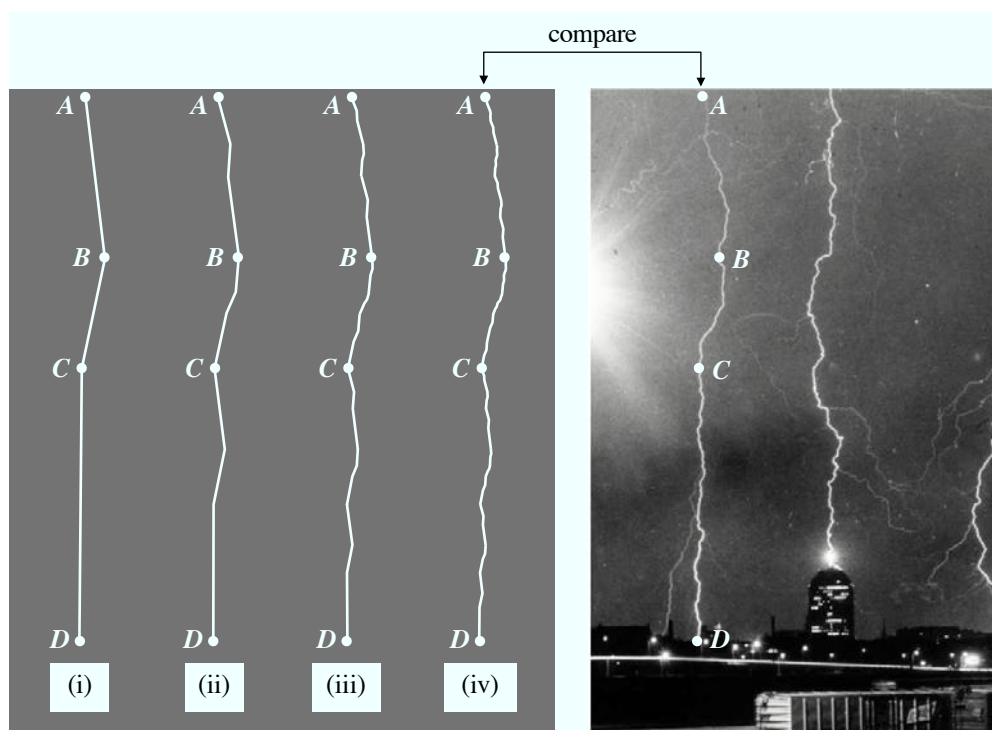 compare
A A A A A
B B B B B
C C C C C
D D D D D
(i) (ii) (iii) (iv)